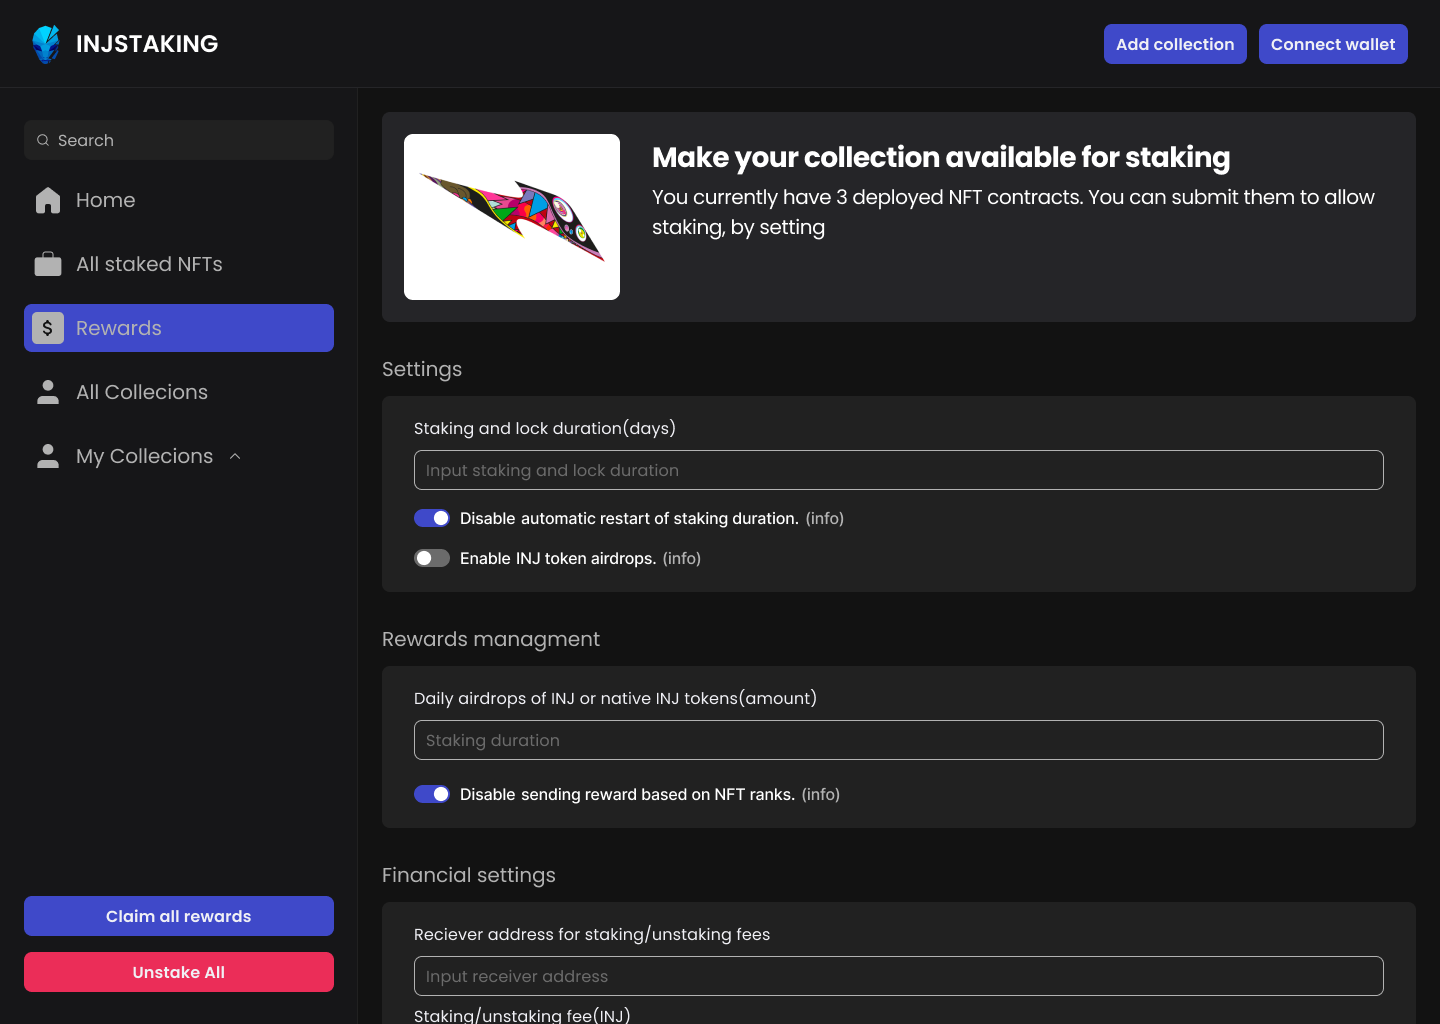 INJSTAKING
Add collection
Connect wallet
Search
Home
All staked NFTs
$ Rewards
All Collecions
My Collecions
Claim all rewards
Unstake All
Make your collection available for staking
You currently have 3 deployed NFT contracts. You can submit them to allow
staking, by setting
Settings
Staking and lock duration(days)
Input staking and lock duration
Disable automatic restart of staking duration. (info)
Enable INJ token airdrops. (info)
Rewards managment
Daily airdrops of INJ or native INJ tokens(amount)
Staking duration
Disable sending reward based on NFT ranks. (info)
Financial settings
Reciever address for staking/unstaking fees
Input receiver address
Staking/unstaking fee(INJ)